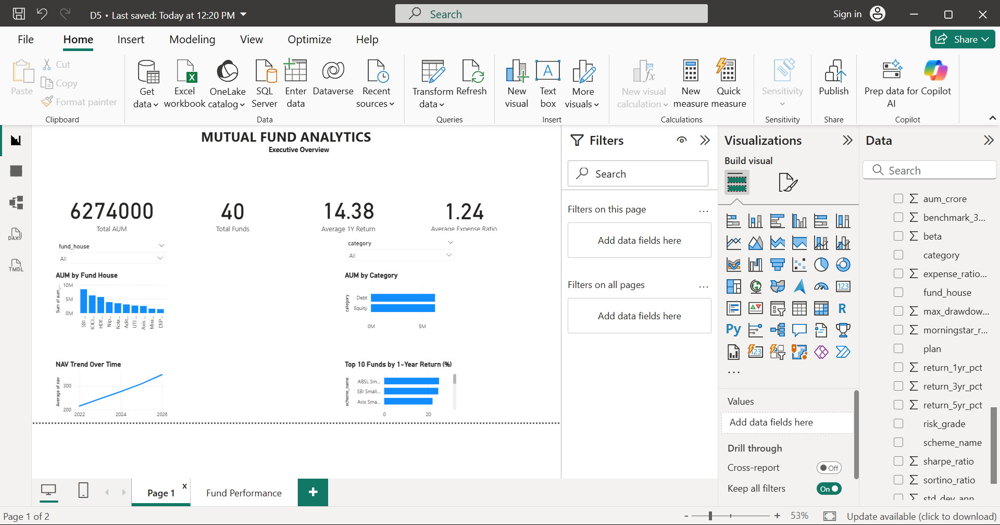 D5 • Last saved: Today at 12:20 PM
Search
Sign in
File
Home
Insert
Modeling
View
Optimize
Help
Share
Paste
Cut
Copy
Format painter
Clipboard
Get data
Excel workbook
OneLake catalog
SQL Server
Enter data
Dataverse
Recent sources
Data
Transform data
Refresh
Queries
New visual
Text box
More visuals
Insert
New visual calculation
New measure
Quick measure
Calculations
Sensitivity
Sensitivity
Publish
Share
Prep data for AI
Copilot
Copilot
DAX
TMDL
MUTUAL FUND ANALYTICS
Executive Overview
6274000
Total AUM
40
Total Funds
14.38
Average 1Y Return
1.24
Average Expense Ratio
fund_house
All
category
All
AUM by Fund House
Sum of aum_...
10M
5M
0M
SBI ...
ICICI...
HDF...
Nip...
Kota...
Adit...
UTI ...
Axis ...
Mira...
DSP...
AUM by Category
category
Debt
Equity
0M
5M
NAV Trend Over Time
Average of nav
300
200
2022
2024
2026
Top 10 Funds by 1-Year Return (%)
scheme_name
ABSL Sm...
SBI Small...
Axis Sma...
0
20
Filters
Search
Filters on this page
...
Add data fields here
Filters on all pages
...
Add data fields here
Visualizations
Build visual
123
R
Py
123
...
Values
Add data fields here
Drill through
Cross-report
Off
Keep all filters
On
Data
Search
aum_crore
benchmark_3...
beta
category
expense_ratio...
fund_house
max_drawdow...
morningstar_r...
plan
return_1yr_pct
return_3yr_pct
return_5yr_pct
risk_grade
scheme_name
sharpe_ratio
sortino_ratio
std_dev_ann
Page 1
x
Fund Performance
+
Page 1 of 2
-
+
53%
Update available (click to download)